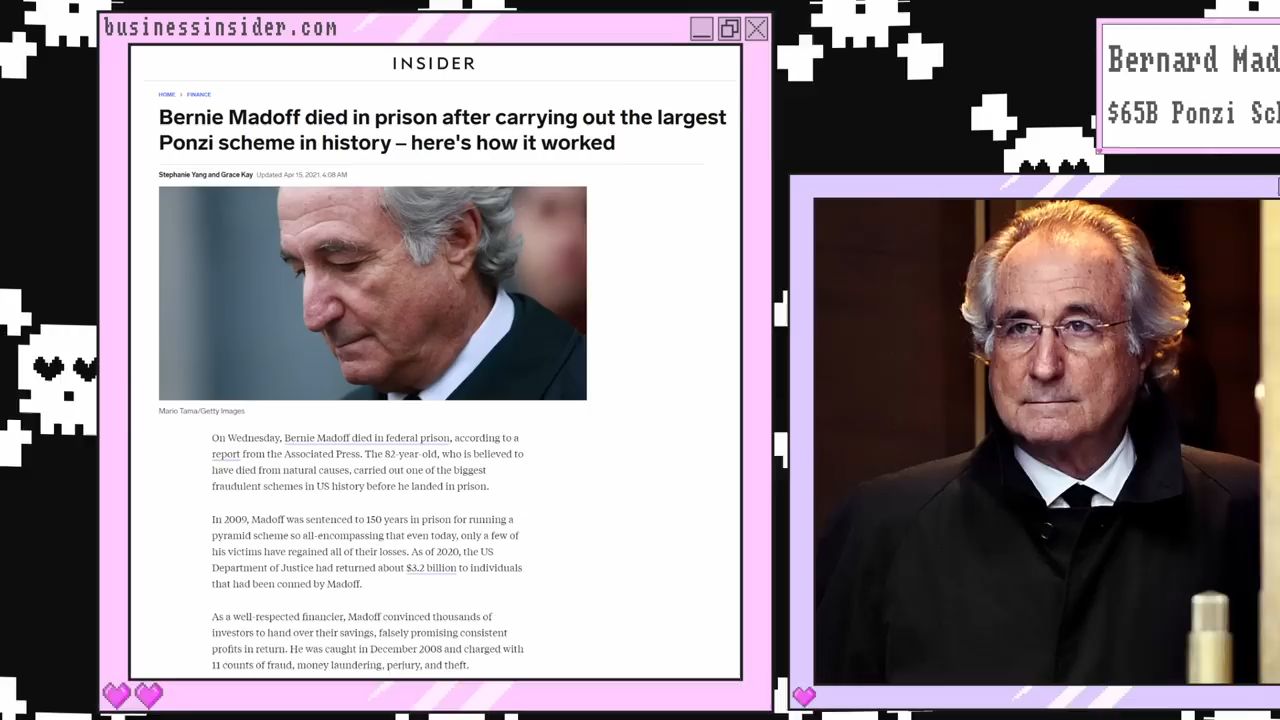 businessinsider.com
INSIDER
HOME › FINANCE
Bernie Madoff died in prison after carrying out the largest
Ponzi scheme in history – here's how it worked
Stephanie Yang and Grace Kay Updated Apr 15, 2021, 4:08 AM
Mario Tama/Getty Images
On Wednesday, Bernie Madoff died in federal prison, according to a
report from the Associated Press. The 82-year-old, who is believed to
have died from natural causes, carried out one of the biggest
fraudulent schemes in US history before he landed in prison.
In 2009, Madoff was sentenced to 150 years in prison for running a
pyramid scheme so all-encompassing that even today, only a few of
his victims have regained all of their losses. As of 2020, the US
Department of Justice had returned about $3.2 billion to individuals
that had been conned by Madoff.
As a well-respected financier, Madoff convinced thousands of
investors to hand over their savings, falsely promising consistent
profits in return. He was caught in December 2008 and charged with
11 counts of fraud, money laundering, perjury, and theft.
Bernard Mad
$65B Ponzi Sc